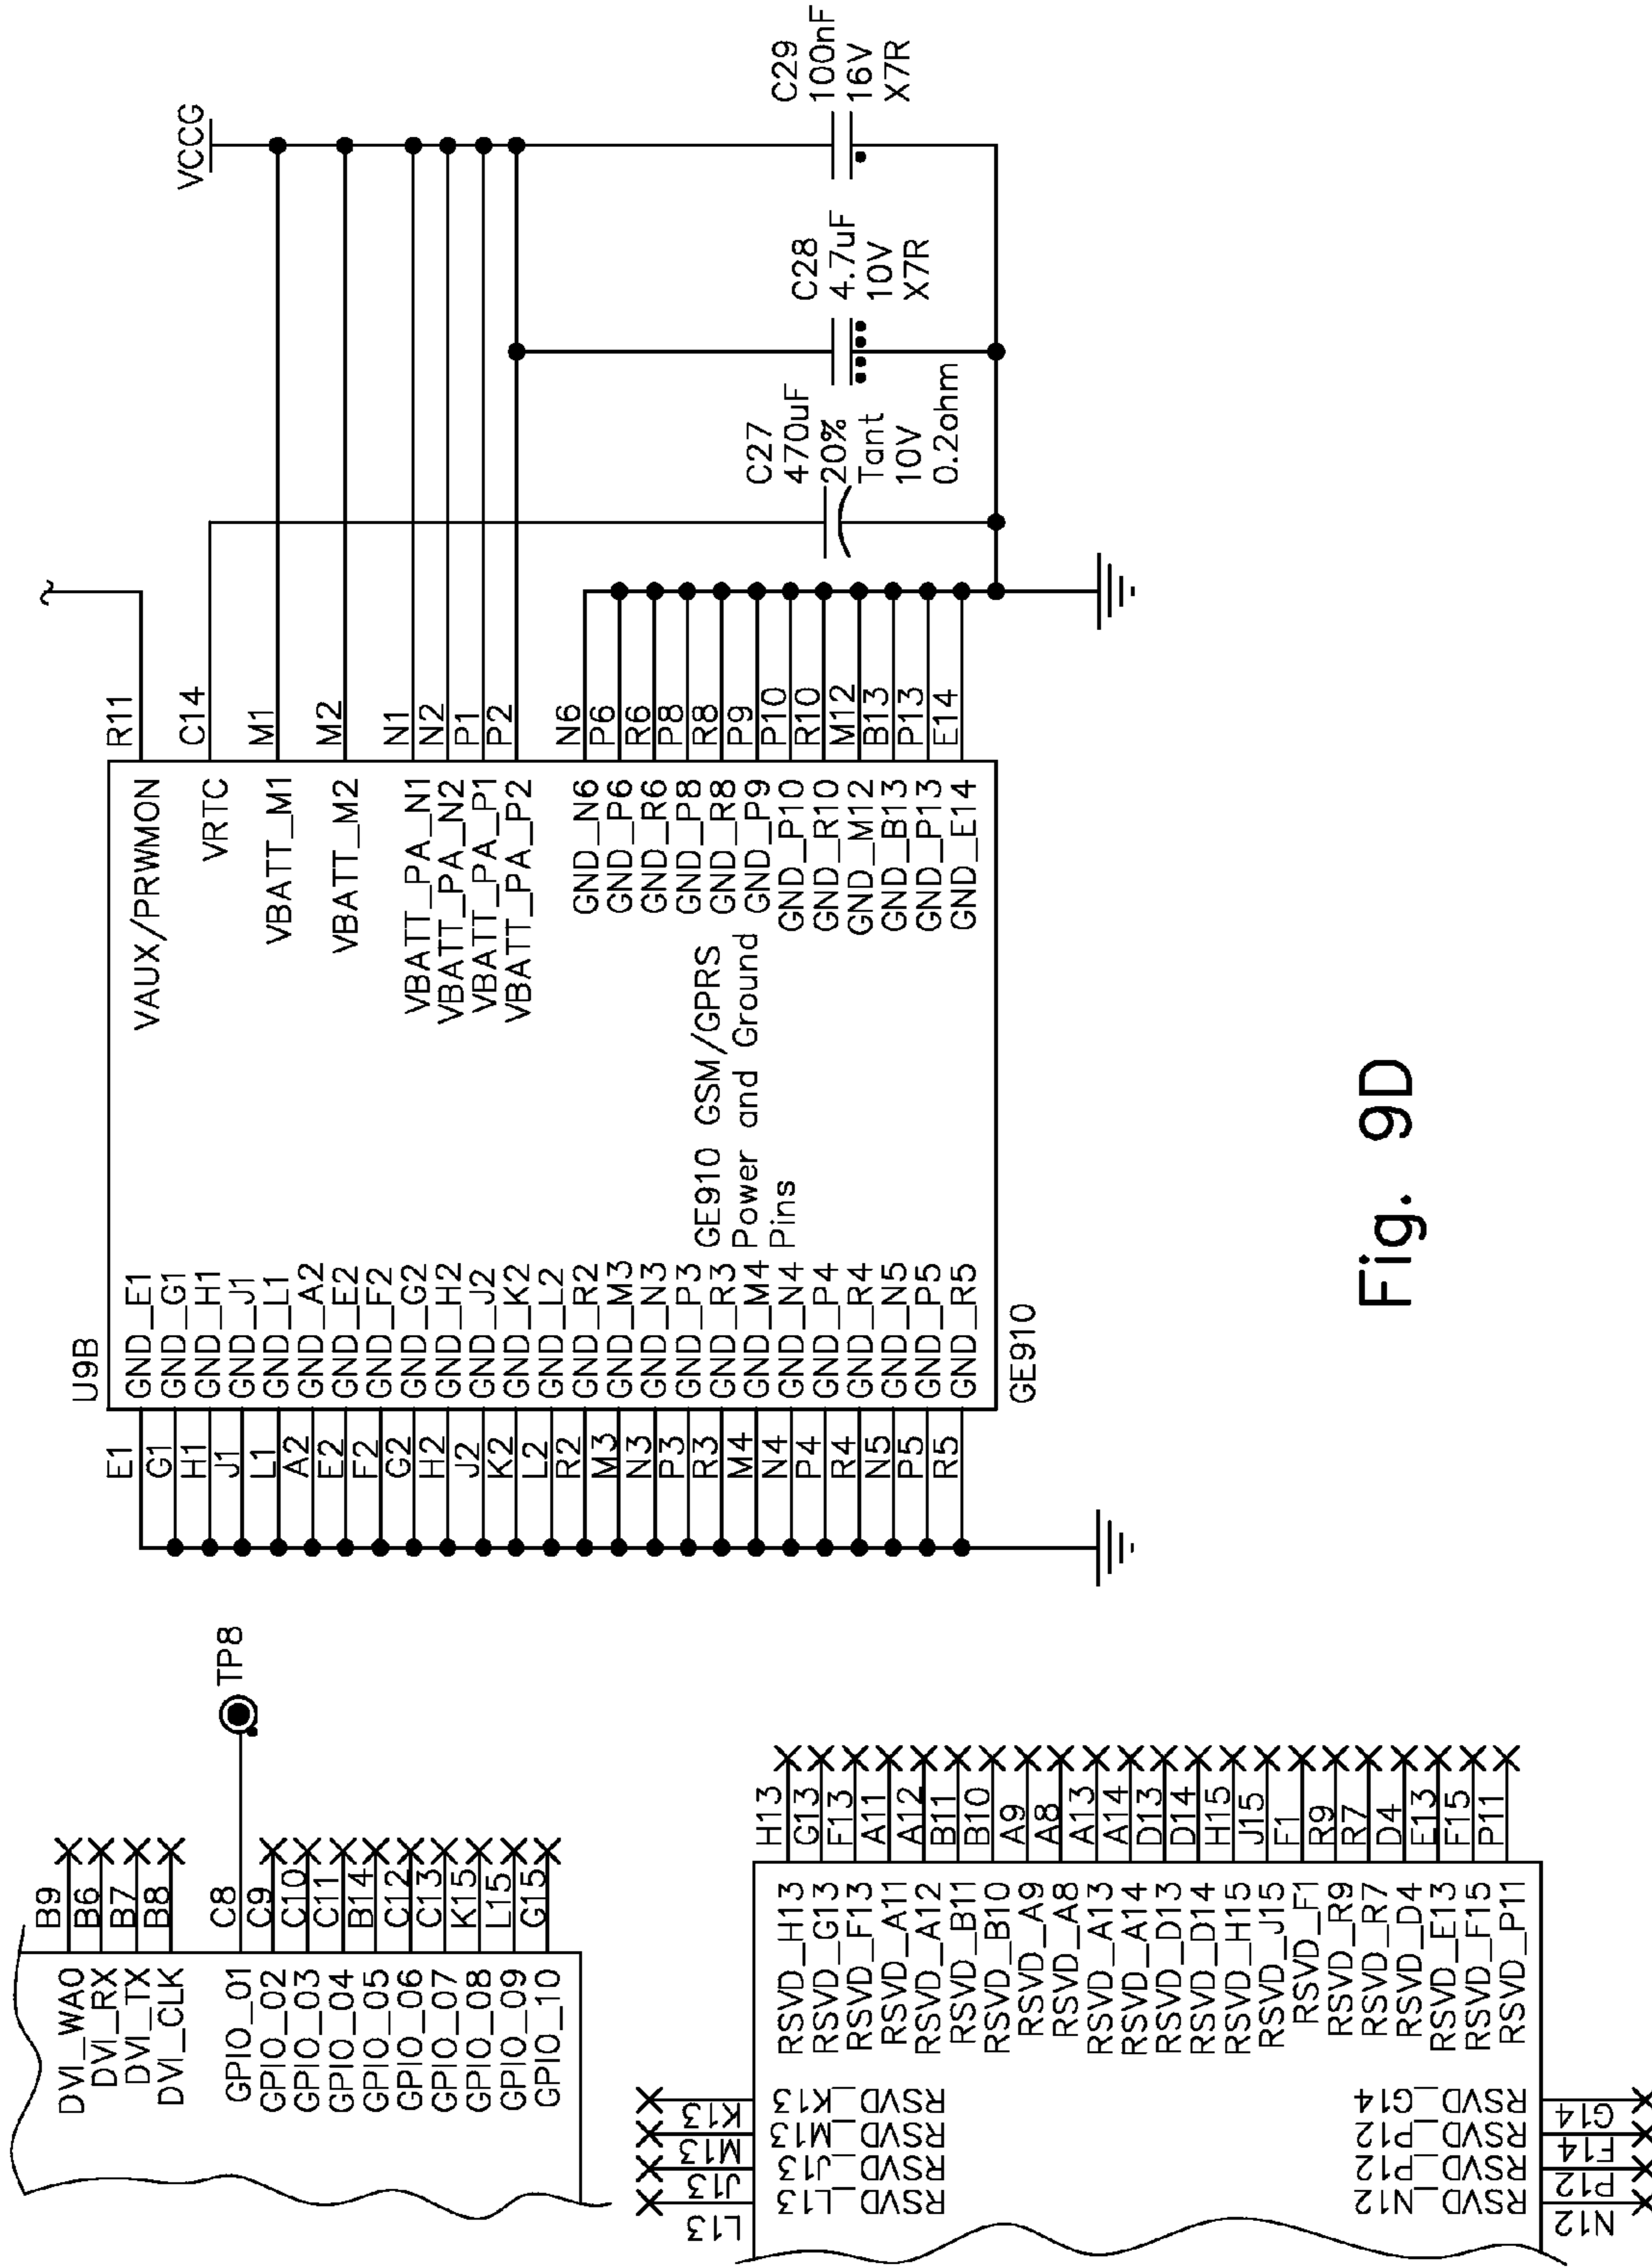 DVI_WA0 B9
DVI_RX B6
DVI_TX B7
DVI_CLK B8
GPIO_01 C8 TP8
GPIO_02 C9
GPIO_03 C10
GPIO_04 C11
GPIO_05 B14
GPIO_06 C12
GPIO_07 C13
GPIO_08 K15
GPIO_09 L15
GPIO_10 G15
L13 J13 M13 K13
RSVD_L13 RSVD_J13 RSVD_M13 RSVD_K13
RSVD_H13 H13
RSVD_G13 G13
RSVD_F13 F13
RSVD_A11 A11
RSVD_A12 A12
RSVD_B11 B11
RSVD_B10 B10
RSVD_A9 A9
RSVD_A8 A8
RSVD_A13 A13
RSVD_A14 A14
RSVD_D13 D13
RSVD_D14 D14
RSVD_H15 H15
RSVD_J15 J15
RSVD_F1 F1
RSVD_R9 R9
RSVD_R7 R7
RSVD_D4 D4
RSVD_E13 E13
RSVD_F15 F15
RSVD_P11 P11
RSVD_N12 RSVD_P12 RSVD_P12 RSVD_G14
N12 P12 F14 G14
U9B
E1 GND_E1
G1 GND_G1
H1 GND_H1
J1 GND_J1
L1 GND_L1
A2 GND_A2
E2 GND_E2
F2 GND_F2
G2 GND_G2
H2 GND_H2
J2 GND_J2
K2 GND_K2
L2 GND_L2
R2 GND_R2
M3 GND_M3
N3 GND_N3
P3 GND_P3
R3 GND_R3
M4 GND_M4
N4 GND_N4
P4 GND_P4
R4 GND_R4
N5 GND_N5
P5 GND_P5
R5 GND_R5
GE910 GSM/GPRS
Power and Ground
Pins
GE910
VAUX/PRWMON R11
VRTC C14
VBATT_M1 M1
VBATT_M2 M2
VBATT_PA_N1 N1
VBATT_PA_N2 N2
VBATT_PA_P1 P1
VBATT_PA_P2 P2
GND_N6 N6
GND_P6 P6
GND_R6 R6
GND_P8 P8
GND_R8 R8
GND_P9 P9
GND_P10 P10
GND_R10 R10
GND_M12 M12
GND_B13 B13
GND_P13 P13
GND_E14 E14
VCCG
C27
470uF
20%
Tant
10V
0.2ohm
C28
4.7uF
10V
X7R
C29
100nF
16V
X7R
Fig. 9D